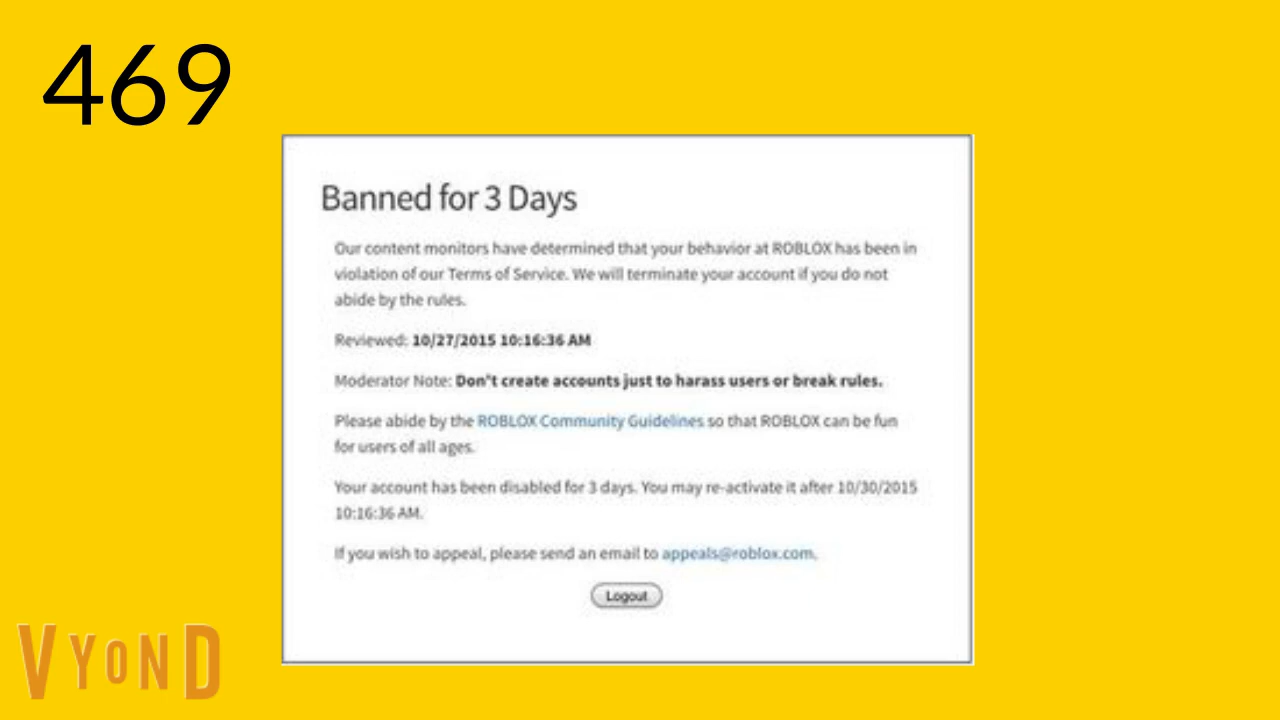 469
Banned for 3 Days
Our content monitors have determined that your behavior at ROBLOX has been in
violation of our Terms of Service. We will terminate your account if you do not
abide by the rules.
Reviewed: 10/27/2015 10:16:36 AM
Moderator Note: Don't create accounts just to harass users or break rules.
Please abide by the ROBLOX Community Guidelines so that ROBLOX can be fun
for users of all ages.
Your account has been disabled for 3 days. You may re-activate it after 10/30/2015
10:16:36 AM.
If you wish to appeal, please send an email to appeals@roblox.com.
Logout
VYOND